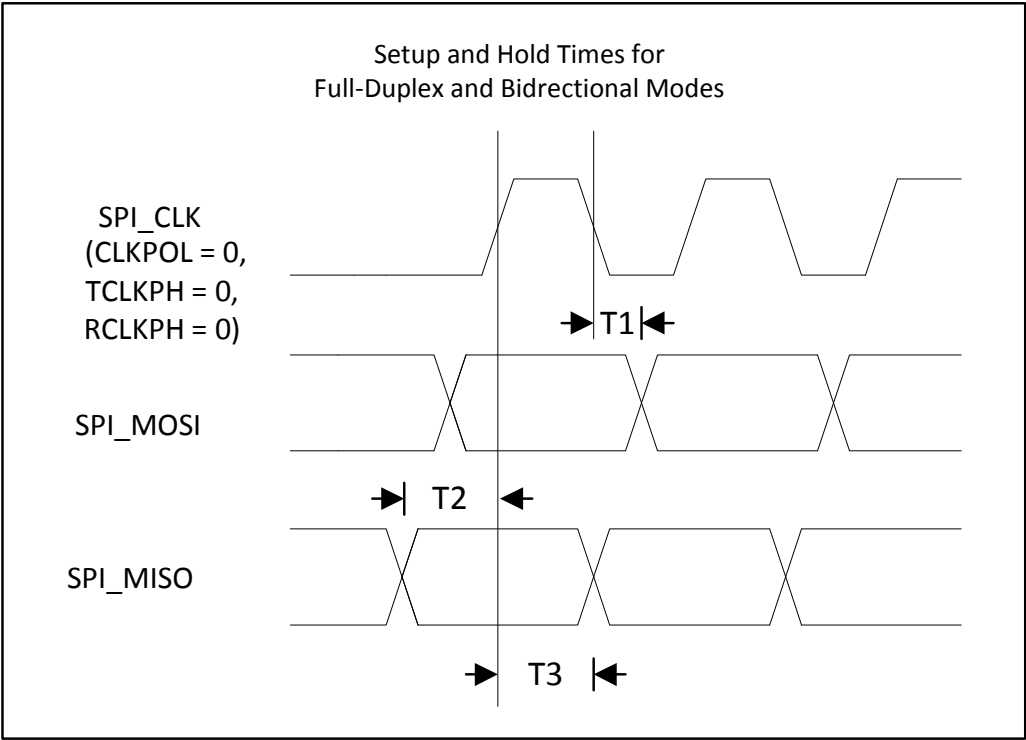 Setup and Hold Times for
Full-Duplex and Bidrectional Modes
SPI_CLK
(CLKPOL = 0,
TCLKPH = 0,
RCLKPH = 0)
T1
SPI_MOSI
T2
SPI_MISO
T3